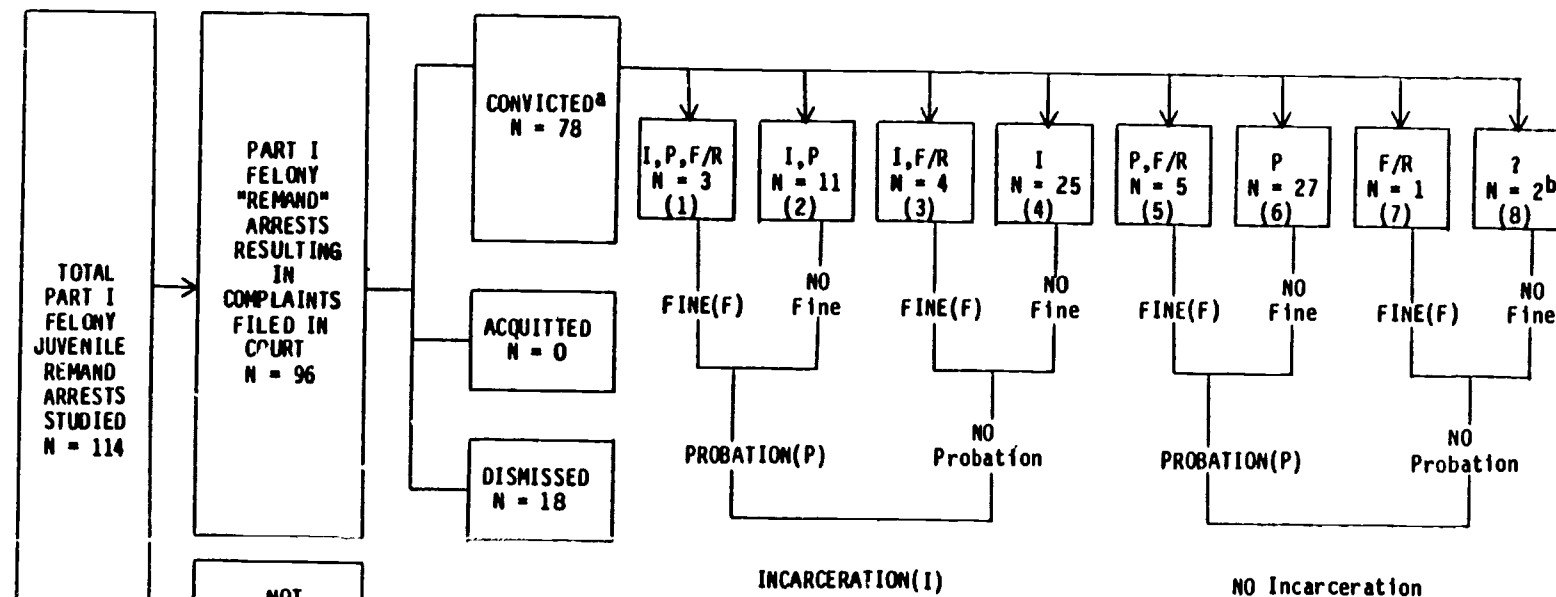 TOTAL
PART I
FELONY
JUVENILE
REMAND
ARRESTS
STUDIED
N = 114
PART I
FELONY
"REMAND"
ARRESTS
RESULTING
IN
COMPLAINTS
FILED IN
COURT
N = 96
NOT
CONVICTEDa
N = 78
ACQUITTED
N = 0
DISMISSED
N = 18
I,P,F/R
N = 3
(1)
I,P
N = 11
(2)
I,F/R
N = 4
(3)
I
N = 25
(4)
P,F/R
N = 5
(5)
P
N = 27
(6)
F/R
N = 1
(7)
?
N = 2b
(8)
FINE(F)
NO
Fine
FINE(F)
NO
Fine
FINE(F)
NO
Fine
FINE(F)
NO
Fine
PROBATION(P)
NO
Probation
PROBATION(P)
NO
Probation
INCARCERATION(I)
NO Incarceration